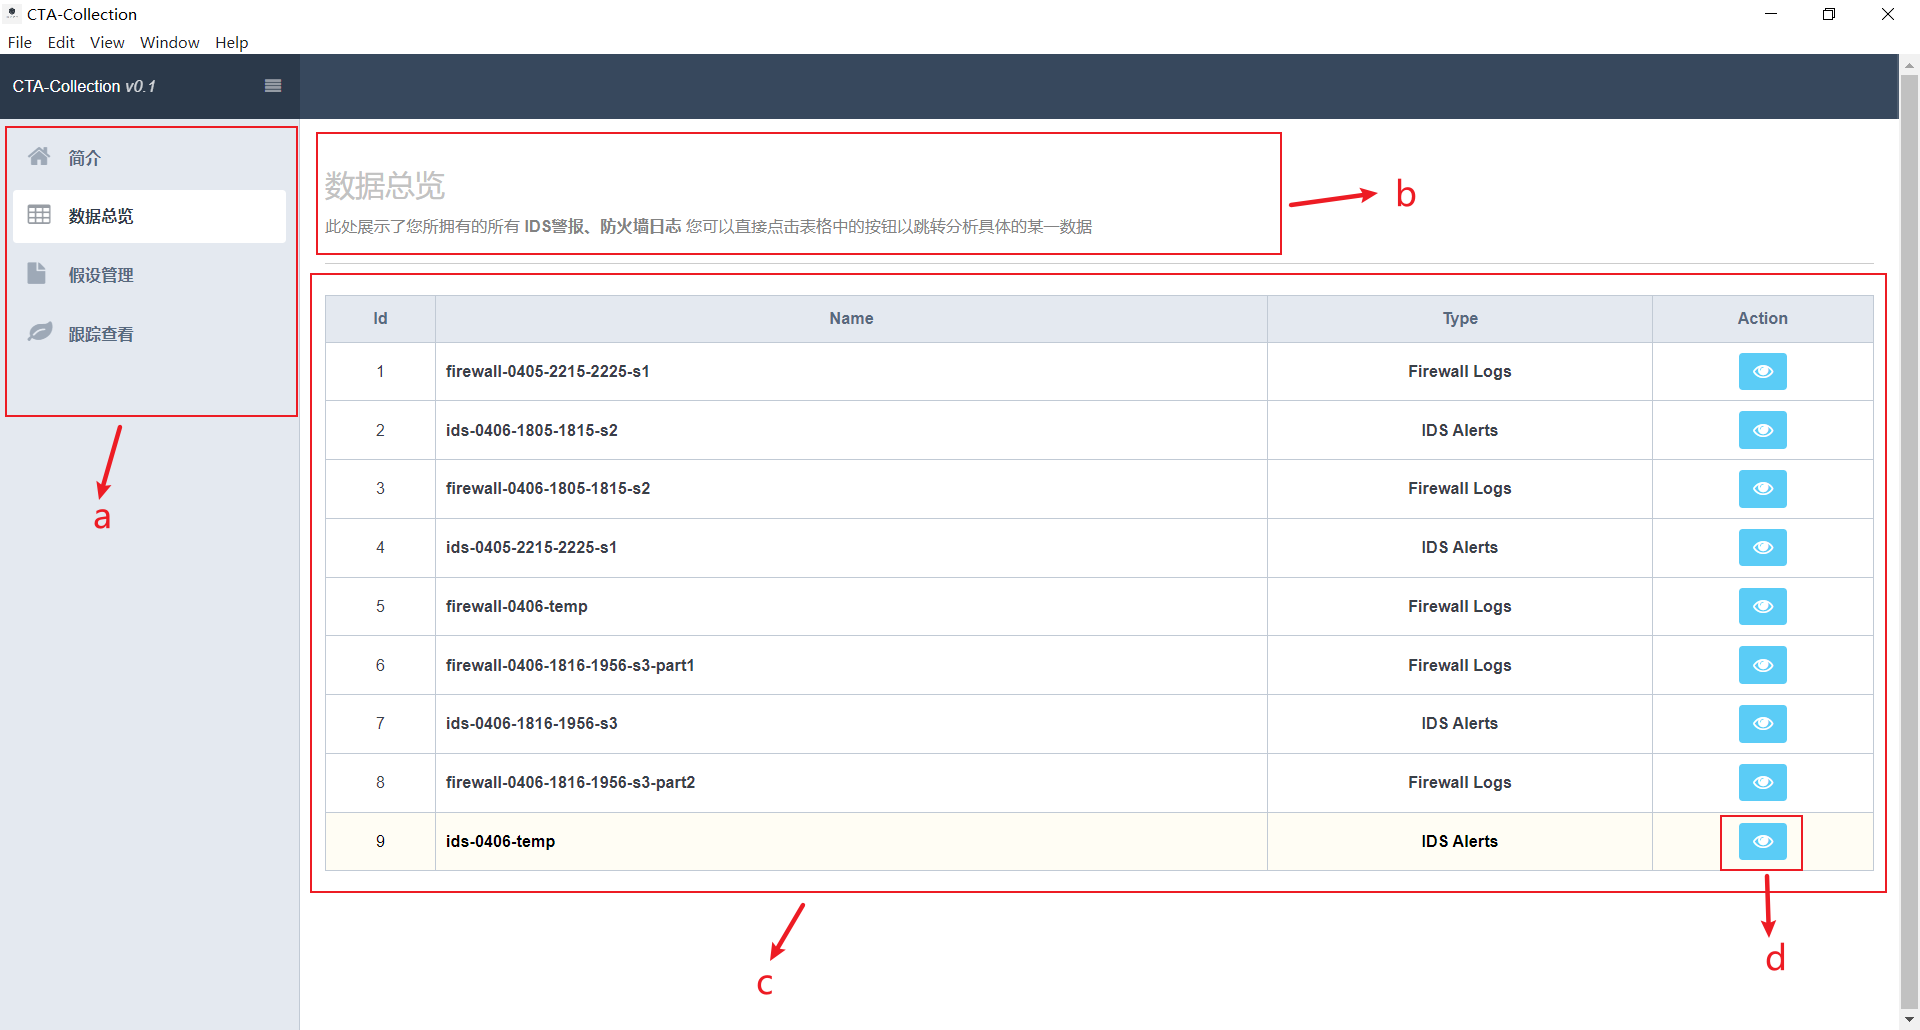 CTA-Collection
File Edit View Window Help
CTA-Collection v0.1
简介
数据总览
假设管理
跟踪查看
a
数据总览
此处展示了您所拥有的所有 IDS警报、防火墙日志 您可以直接点击表格中的按钮以跳转分析具体的某一数据
b
Id Name Type Action
1 firewall-0405-2215-2225-s1 Firewall Logs
2 ids-0406-1805-1815-s2 IDS Alerts
3 firewall-0406-1805-1815-s2 Firewall Logs
4 ids-0405-2215-2225-s1 IDS Alerts
5 firewall-0406-temp Firewall Logs
6 firewall-0406-1816-1956-s3-part1 Firewall Logs
7 ids-0406-1816-1956-s3 IDS Alerts
8 firewall-0406-1816-1956-s3-part2 Firewall Logs
9 ids-0406-temp IDS Alerts
c
d